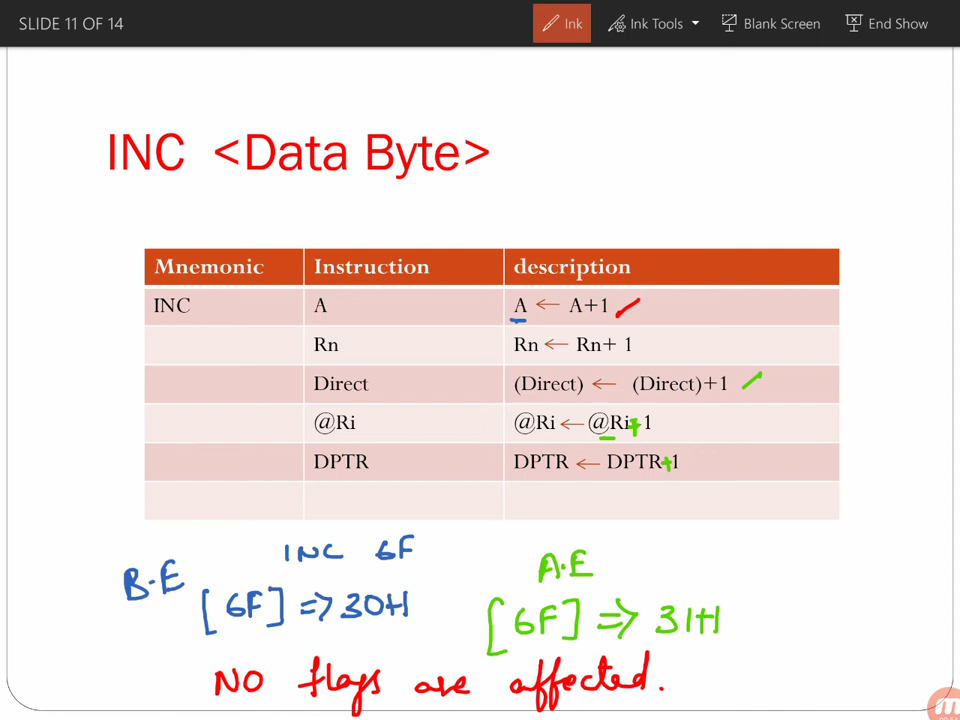 SLIDE 11 OF 14 Ink Ink Tools Blank Screen End Show
INC <Data Byte>
Mnemonic Instruction description
INC A A ← A+1
Rn Rn ← Rn+ 1
Direct (Direct) ← (Direct)+1
@Ri @Ri ← @Ri+1
DPTR DPTR ← DPTR+1
INC 6F
B.E [6F] => 30H
A.E
[6F] => 31H
NO flags are affected.